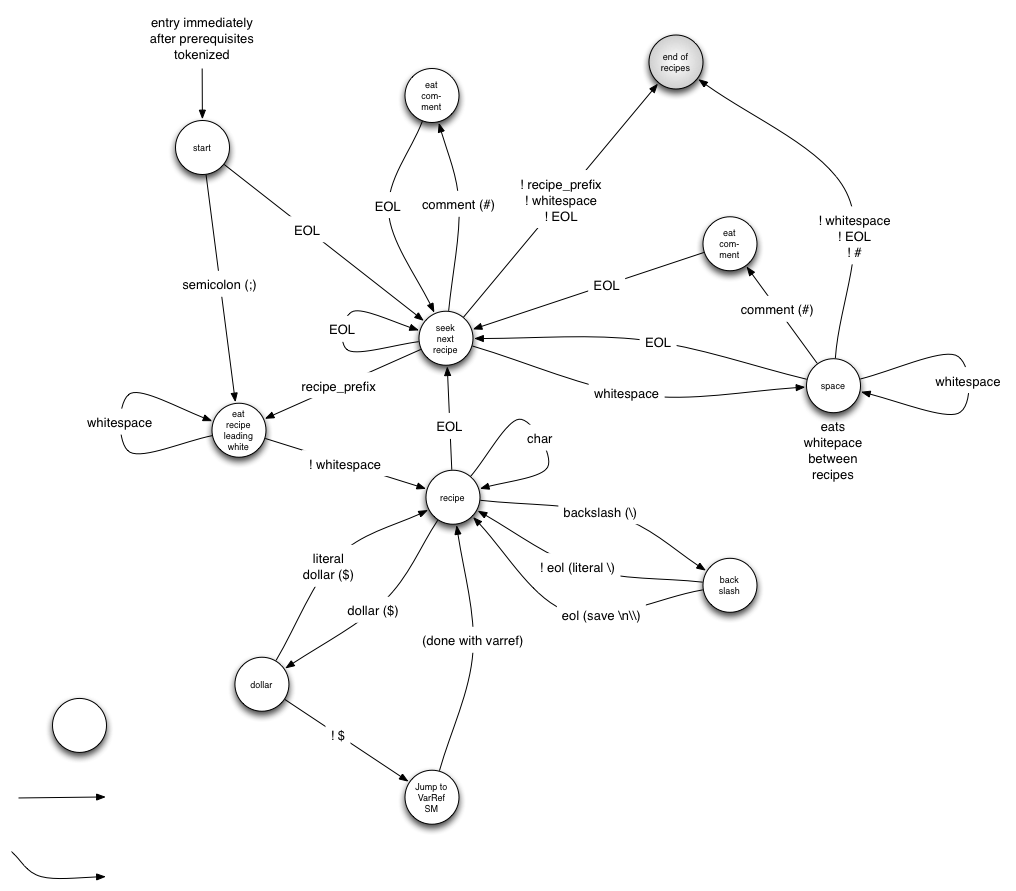 entry immediately
after prerequisites
tokenized
end of
recipes
eat
com-
ment
start
! recipe_prefix
! whitespace
! EOL
EOL
comment (#)
EOL
! whitespace
! EOL
! #
eat
com-
ment
semicolon (;)
EOL
comment (#)
EOL
seek
next
recipe
EOL
recipe_prefix
whitespace
space
whitespace
eats
whitepace
between
recipes
whitespace
eat
recipe
leading
white
EOL
char
! whitespace
recipe
backslash (\)
literal
dollar ($)
! eol (literal \)
back
slash
dollar ($)
eol (save \n\\)
(done with varref)
dollar
! $
Jump to
VarRef
SM